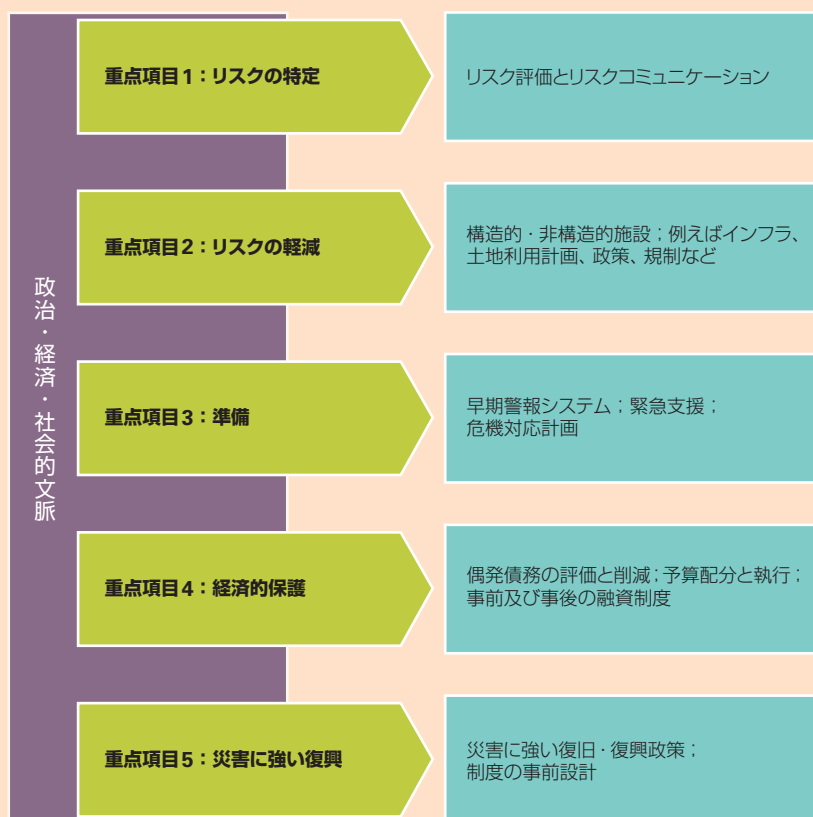 政治・経済・社会的文脈
重点項目1：リスクの特定
リスク評価とリスクコミュニケーション
重点項目2：リスクの軽減
構造的・非構造的施設；例えばインフラ、
土地利用計画、政策、規制など
重点項目3：準備
早期警報システム；緊急支援；
危機対応計画
重点項目4：経済的保護
偶発債務の評価と削減；予算配分と執行；
事前及び事後の融資制度
重点項目5：災害に強い復興
災害に強い復旧・復興政策；
制度の事前設計